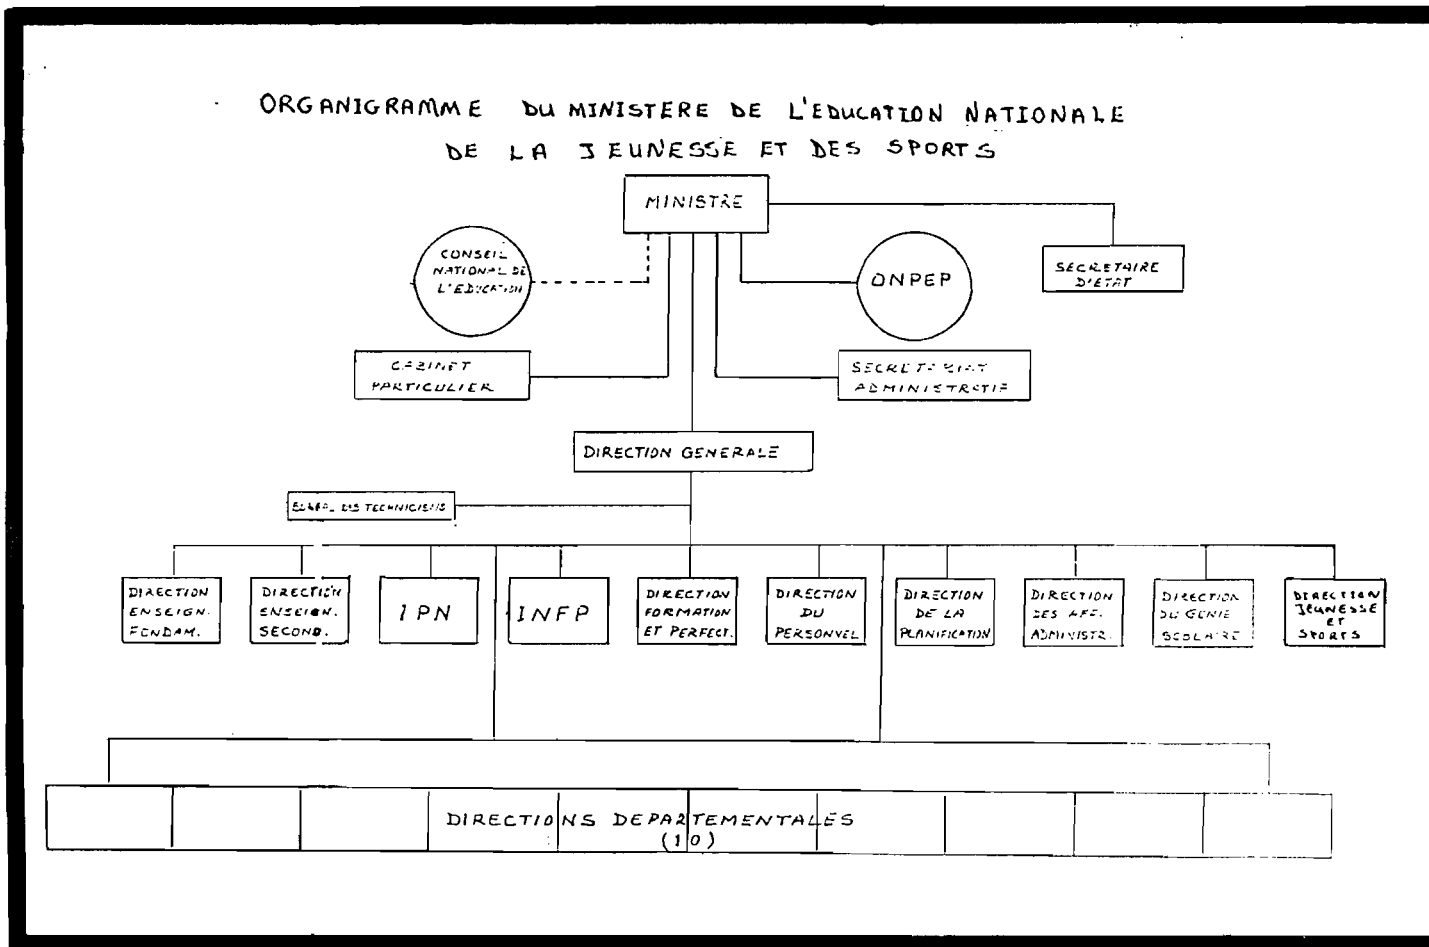 ORGANIGRAMME DU MINISTERE DE L'EDUCATION NATIONALE
DE LA JEUNESSE ET DES SPORTS
MINISTRE
CONSEIL
NATIONAL DE
L'EDUCATION
ONPEP
SECRETAIRE
D'ETAT
CABINET
PARTICULIER
SECRETARIAT
ADMINISTRATIF
DIRECTION GENERALE
DES TECHNICIENS
DIRECTION
ENSEIGN.
FONDAM.
DIRECTION
ENSEIGN.
SECOND.
IPN
INFP
DIRECTION
FORMATION
ET PERFECT.
DIRECTION
DU
PERSONNEL
DIRECTION
DE LA
PLANIFICATION
DIRECTION
DES AFF.
ADMINISTR.
DIRECTION
DU GENIE
SCOLAIRE
DIRECTION
JEUNESSE
ET
SPORTS
DIRECTIONS DEPARTEMENTALES
(10)